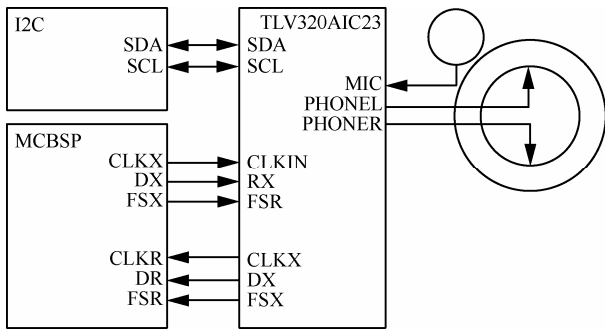 I2C
SDA
SCL
TLV320AIC23
SDA
SCL
MIC
PHONEL
PHONER
MCBSP
CLKX
DX
FSX
CLKR
DR
FSR
CLKIN
RX
FSR
CLKX
DX
FSX